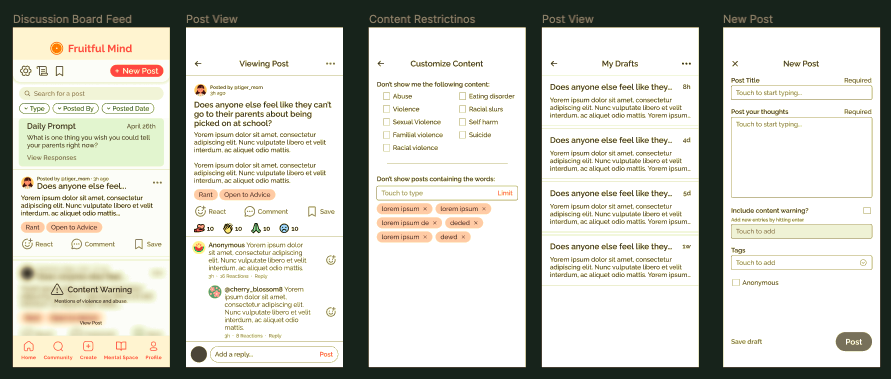 Discussion Board Feed
Fruitful Mind
+ New Post
Search for a post
Type
Posted By
Posted Date
Daily Prompt
April 26th
What is one thing you wish you could tell
your parents right now?
View Responses
Posted by @tiger_mom · 3h ago
Does anyone else feel...
Lorem ipsum dolor sit amet, consectetur
adipiscing elit. Nunc vulputate libero et velit
interdum, ac aliquet odio mattis...
Rant
Open to Advice
React
Comment
Save
Content Warning
Mentions of violence and abuse.
View Post
Home
Community
Create
Mental Space
Profile
Post View
Viewing Post
Posted by @tiger_mom
3h ago
Does anyone else feel like they can't
go to their parents about being
picked on at school?
Lorem ipsum dolor sit amet, consectetur
adipiscing elit. Nunc vulputate libero et velit
interdum, ac aliquet odio mattis.
Lorem ipsum dolor sit amet, consectetur
adipiscing elit. Nunc vulputate libero et velit
interdum, ac aliquet odio mattis.
Rant
Open to Advice
React
Comment
Save
10
10
10
10
Anonymous Lorem ipsum
dolor sit amet, consectetur adipiscing
elit. Nunc vulputate libero et velit
interdum, ac aliquet odio mattis.
3h · 16 Reactions · Reply
@cherry_blossom8 Lorem
ipsum dolor sit amet,
consectetur adipiscing elit.
Nunc vulputate libero et velit
interdum, ac aliquet odio
mattis.
3h · 8 Reactions · Reply
Add a reply...
Post
Content Restrictinos
Customize Content
Don't show me the following content:
Abuse
Eating disorder
Violence
Racial slurs
Sexual Violence
Self harm
Familial violence
Suicide
Racial violence
Don't show posts containing the words:
Touch to type
Limit
lorem ipsum ×
lorem ipsum ×
lorem ipsum de ×
deded ×
lorem ipsum ×
dewd ×
Post View
My Drafts
Does anyone else feel like they...
8h
Lorem ipsum dolor sit amet, consectetur
adipiscing elit. Nunc vulputate libero et velit
interdum, ac aliquet odio mattis...
Does anyone else feel like they...
4d
Lorem ipsum dolor sit amet, consectetur
adipiscing elit. Nunc vulputate libero et velit
interdum, ac aliquet odio mattis...
Does anyone else feel like they...
5d
Lorem ipsum dolor sit amet, consectetur
adipiscing elit. Nunc vulputate libero et velit
interdum, ac aliquet odio mattis...
Does anyone else feel like they...
1w
Lorem ipsum dolor sit amet, consectetur
adipiscing elit. Nunc vulputate libero et velit
interdum, ac aliquet odio mattis...
New Post
New Post
Post Title
Required
Touch to start typing...
Post your thoughts
Required
Touch to start typing...
Include content warning?
Add new entries by hitting enter
Touch to add
Tags
Touch to add
Anonymous
Save draft
Post